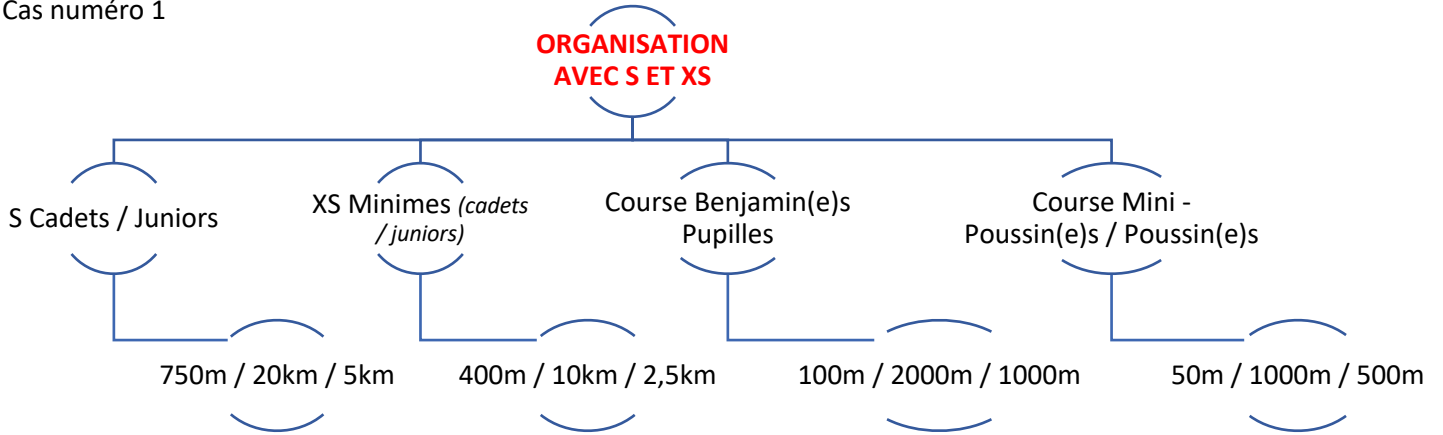 Cas numéro 1
ORGANISATION
AVEC S ET XS
S Cadets / Juniors
XS Minimes (cadets
/ juniors)
Course Benjamin(e)s
Pupilles
Course Mini -
Poussin(e)s / Poussin(e)s
750m / 20km / 5km
400m / 10km / 2,5km
100m / 2000m / 1000m
50m / 1000m / 500m